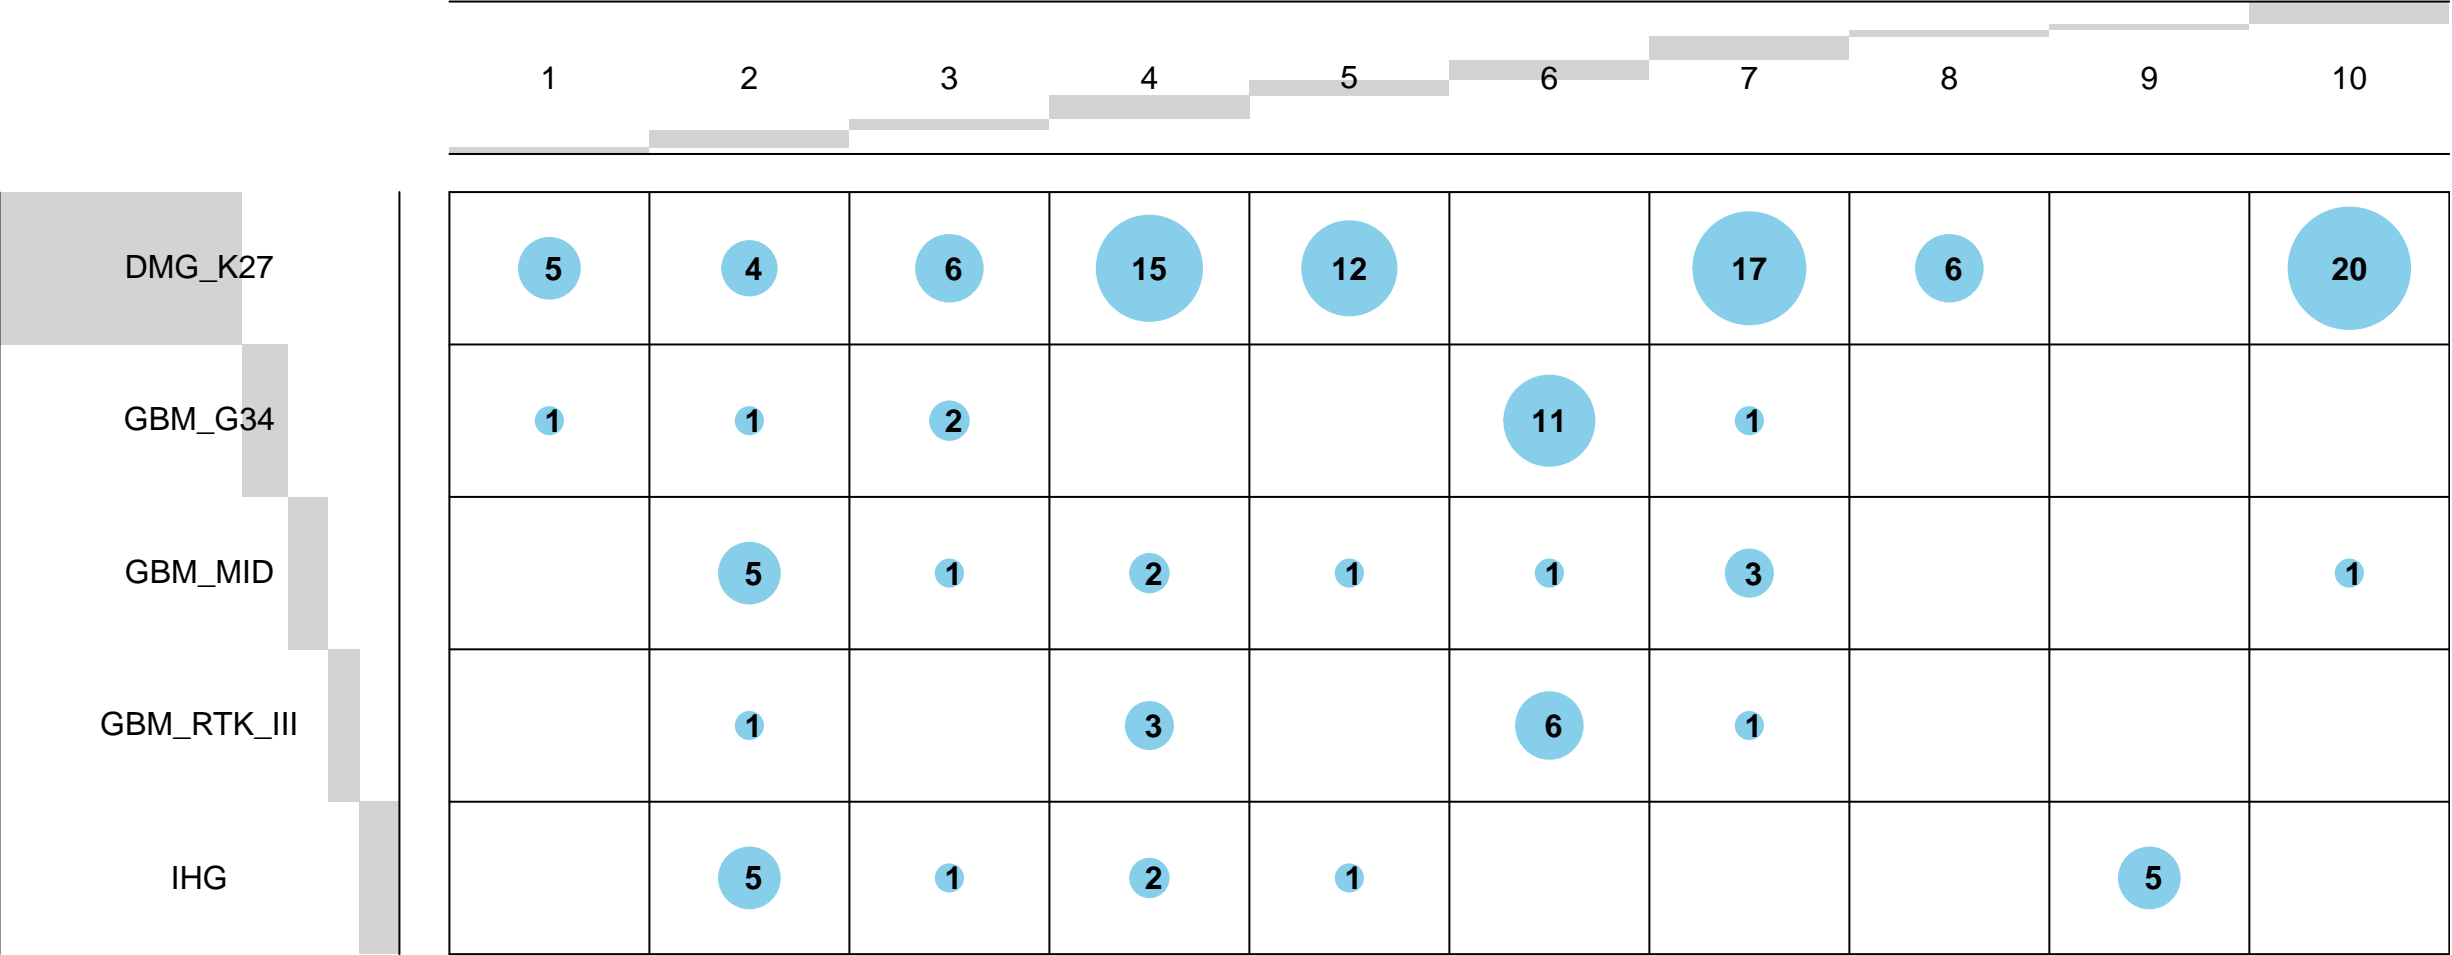 1 2 3 4 5 6 7 8 9 10
DMG_K27 5 4 6 15 12 17 6 20
GBM_G34 1 1 2 11 1
GBM_MID 5 1 2 1 1 3 1
GBM_RTK_III 1 3 6 1
IHG 5 1 2 1 5